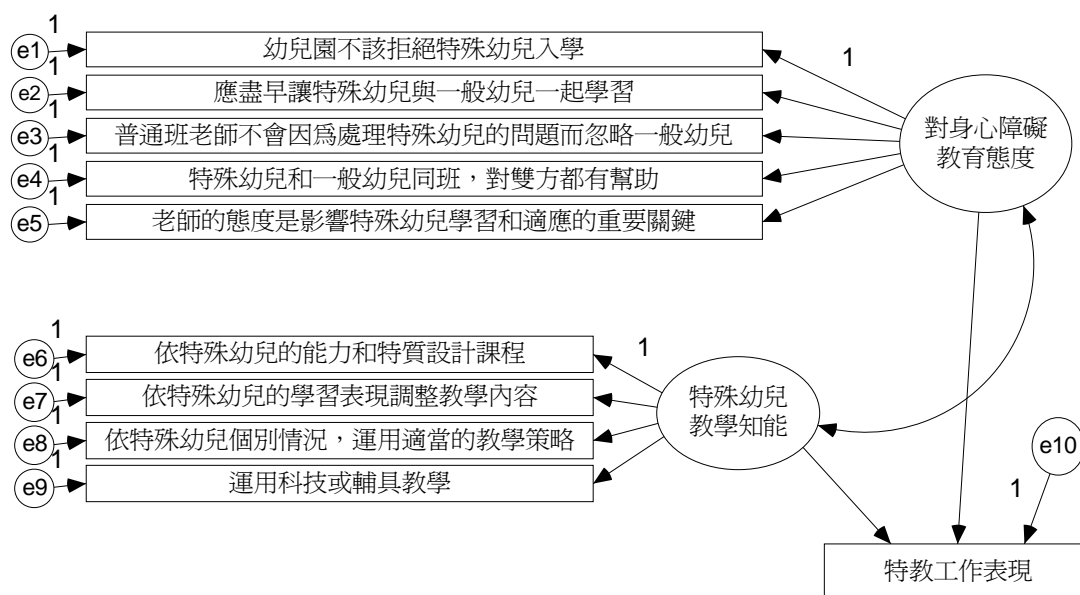 1
e1
幼兒園不該拒絕特殊幼兒入學
1
1
e2
應盡早讓特殊幼兒與一般幼兒一起學習
1
e3
普通班老師不會因為處理特殊幼兒的問題而忽略一般幼兒
對身心障礙
教育態度
1
e4
特殊幼兒和一般幼兒同班，對雙方都有幫助
1
e5
老師的態度是影響特殊幼兒學習和適應的重要關鍵
1
e6
依特殊幼兒的能力和特質設計課程
1
1
e7
依特殊幼兒的學習表現調整教學內容
特殊幼兒
教學知能
1
e8
依特殊幼兒個別情況，運用適當的教學策略
1
e9
運用科技或輔具教學
e10
1
特教工作表現